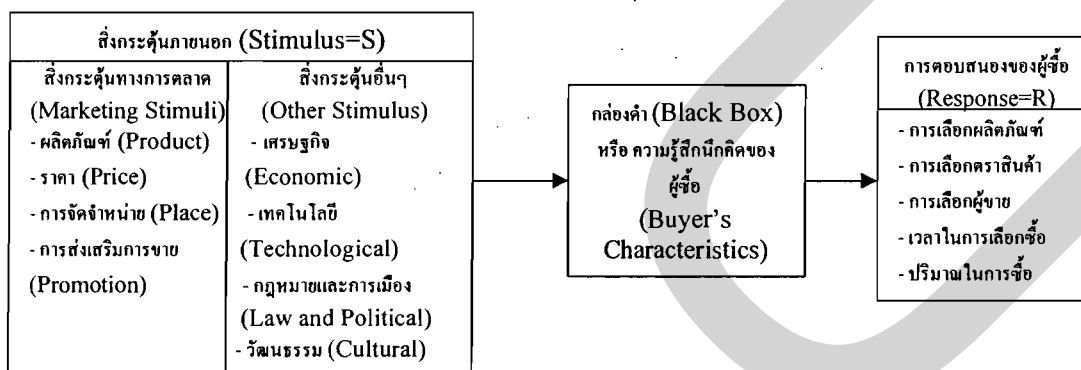 สิ่งกระตุ้นภายนอก (Stimulus=S)
สิ่งกระตุ้นทางการตลาด
(Marketing Stimuli)
- ผลิตภัณฑ์ (Product)
- ราคา (Price)
- การจัดจำหน่าย (Place)
- การส่งเสริมการขาย
(Promotion)
สิ่งกระตุ้นอื่นๆ
(Other Stimulus)
- เศรษฐกิจ
(Economic)
- เทคโนโลยี
(Technological)
- กฎหมายและการเมือง
(Law and Political)
- วัฒนธรรม (Cultural)
กล่องดำ (Black Box)
หรือ ความรู้สึกนึกคิดของ
ผู้ซื้อ
(Buyer's
Characteristics)
การตอบสนองของผู้ซื้อ
(Response=R)
- การเลือกผลิตภัณฑ์
- การเลือกตราสินค้า
- การเลือกผู้ขาย
- เวลาในการเลือกซื้อ
- ปริมาณในการซื้อ